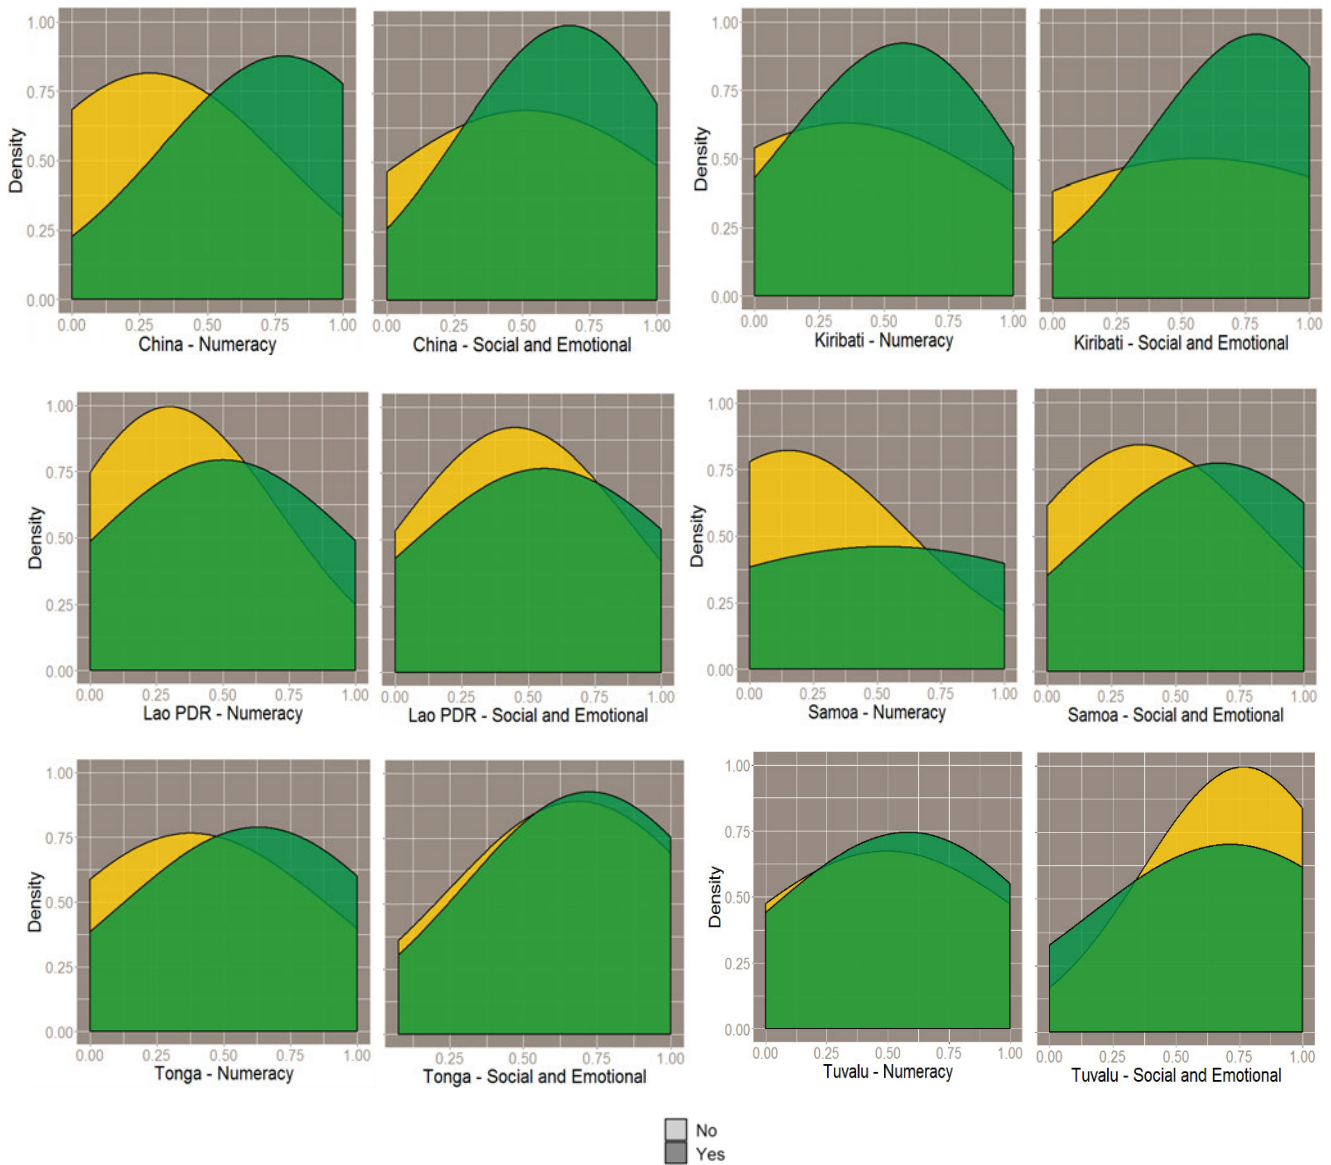 1.00
0.75
0.50
0.25
0.00
Density
0.00 0.25 0.50 0.75 1.00
China - Numeracy
0.00 0.25 0.50 0.75 1.00
China - Social and Emotional
1.00
0.75
0.50
0.25
0.00
Density
0.00 0.25 0.50 0.75 1.00
Kiribati - Numeracy
0.00 0.25 0.50 0.75 1.00
Kiribati - Social and Emotional
1.00
0.75
0.50
0.25
0.00
Density
0.00 0.25 0.50 0.75 1.00
Lao PDR - Numeracy
0.00 0.25 0.50 0.75 1.00
Lao PDR - Social and Emotional
1.00
0.75
0.50
0.25
0.00
Density
0.00 0.25 0.50 0.75 1.00
Samoa - Numeracy
0.00 0.25 0.50 0.75 1.00
Samoa - Social and Emotional
1.00
0.75
0.50
0.25
0.00
Density
0.00 0.25 0.50 0.75 1.00
Tonga - Numeracy
0.25 0.50 0.75 1.00
Tonga - Social and Emotional
1.00
0.75
0.50
0.25
0.00
Density
0.00 0.25 0.50 0.75 1.00
Tuvalu - Numeracy
0.00 0.25 0.50 0.75 1.00
Tuvalu - Social and Emotional
No
Yes